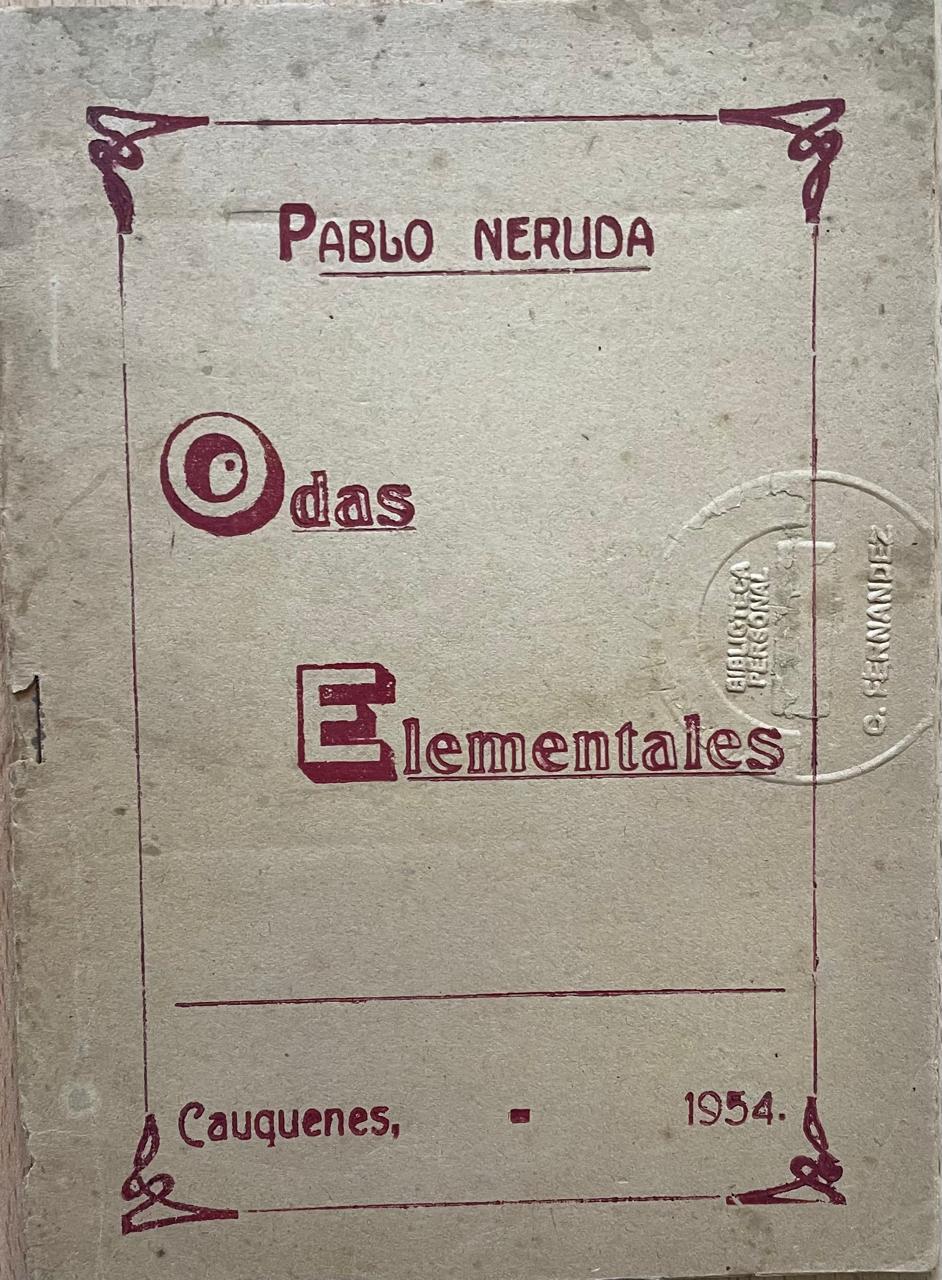 PABLO NERUDA
Odas
Elementales
BIBLIOTECA
PERSONAL
FERNANDEZ
Cauquenes, 1954.